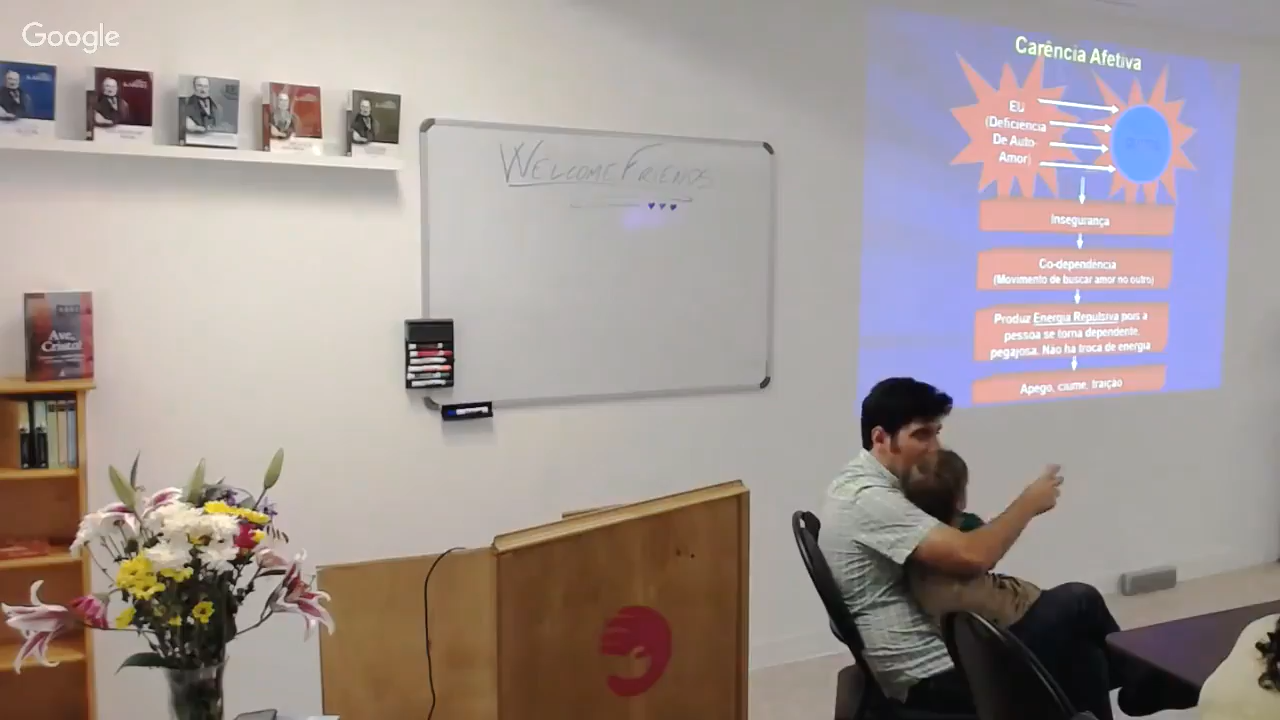 Google
WELCOME FRIENDS
Ave,
Cristo!
Carência Afetiva
EU
(Deficiencia
De Auto-
Amor)
Insegurança
Co-dependência
(Movimento de buscar amor no outro)
Produz Energia Repulsiva pois a
pessoa se torna dependente,
pegajosa. Não há troca de energia
Apego, ciume, traição